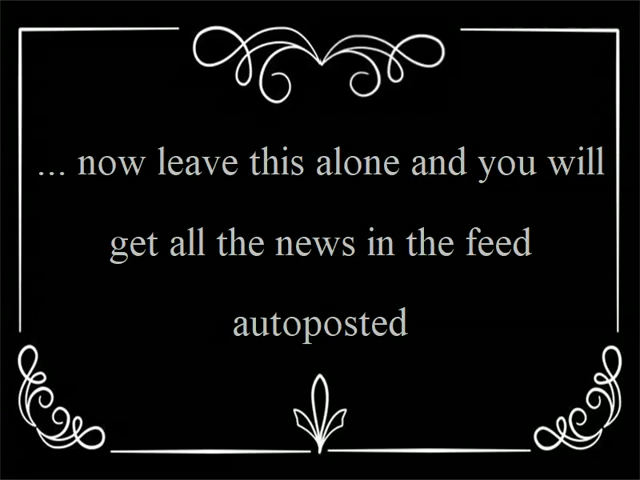 ... now leave this alone and you will
get all the news in the feed
autoposted